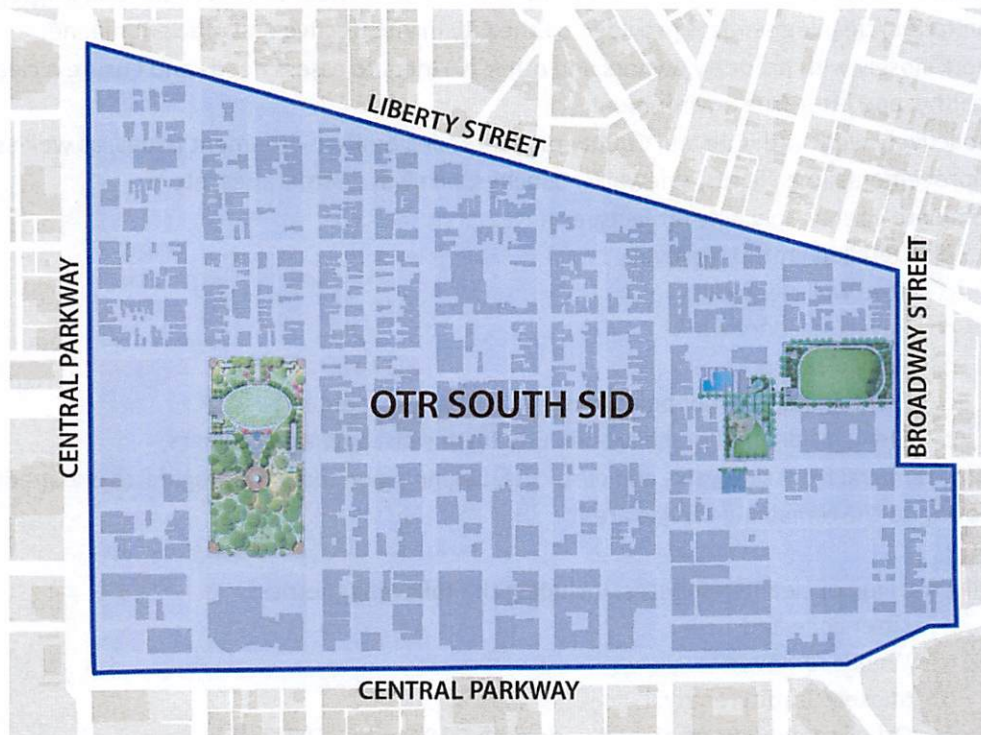 LIBERTY STREET
CENTRAL PARKWAY
BROADWAY STREET
OTR SOUTH SID
CENTRAL PARKWAY